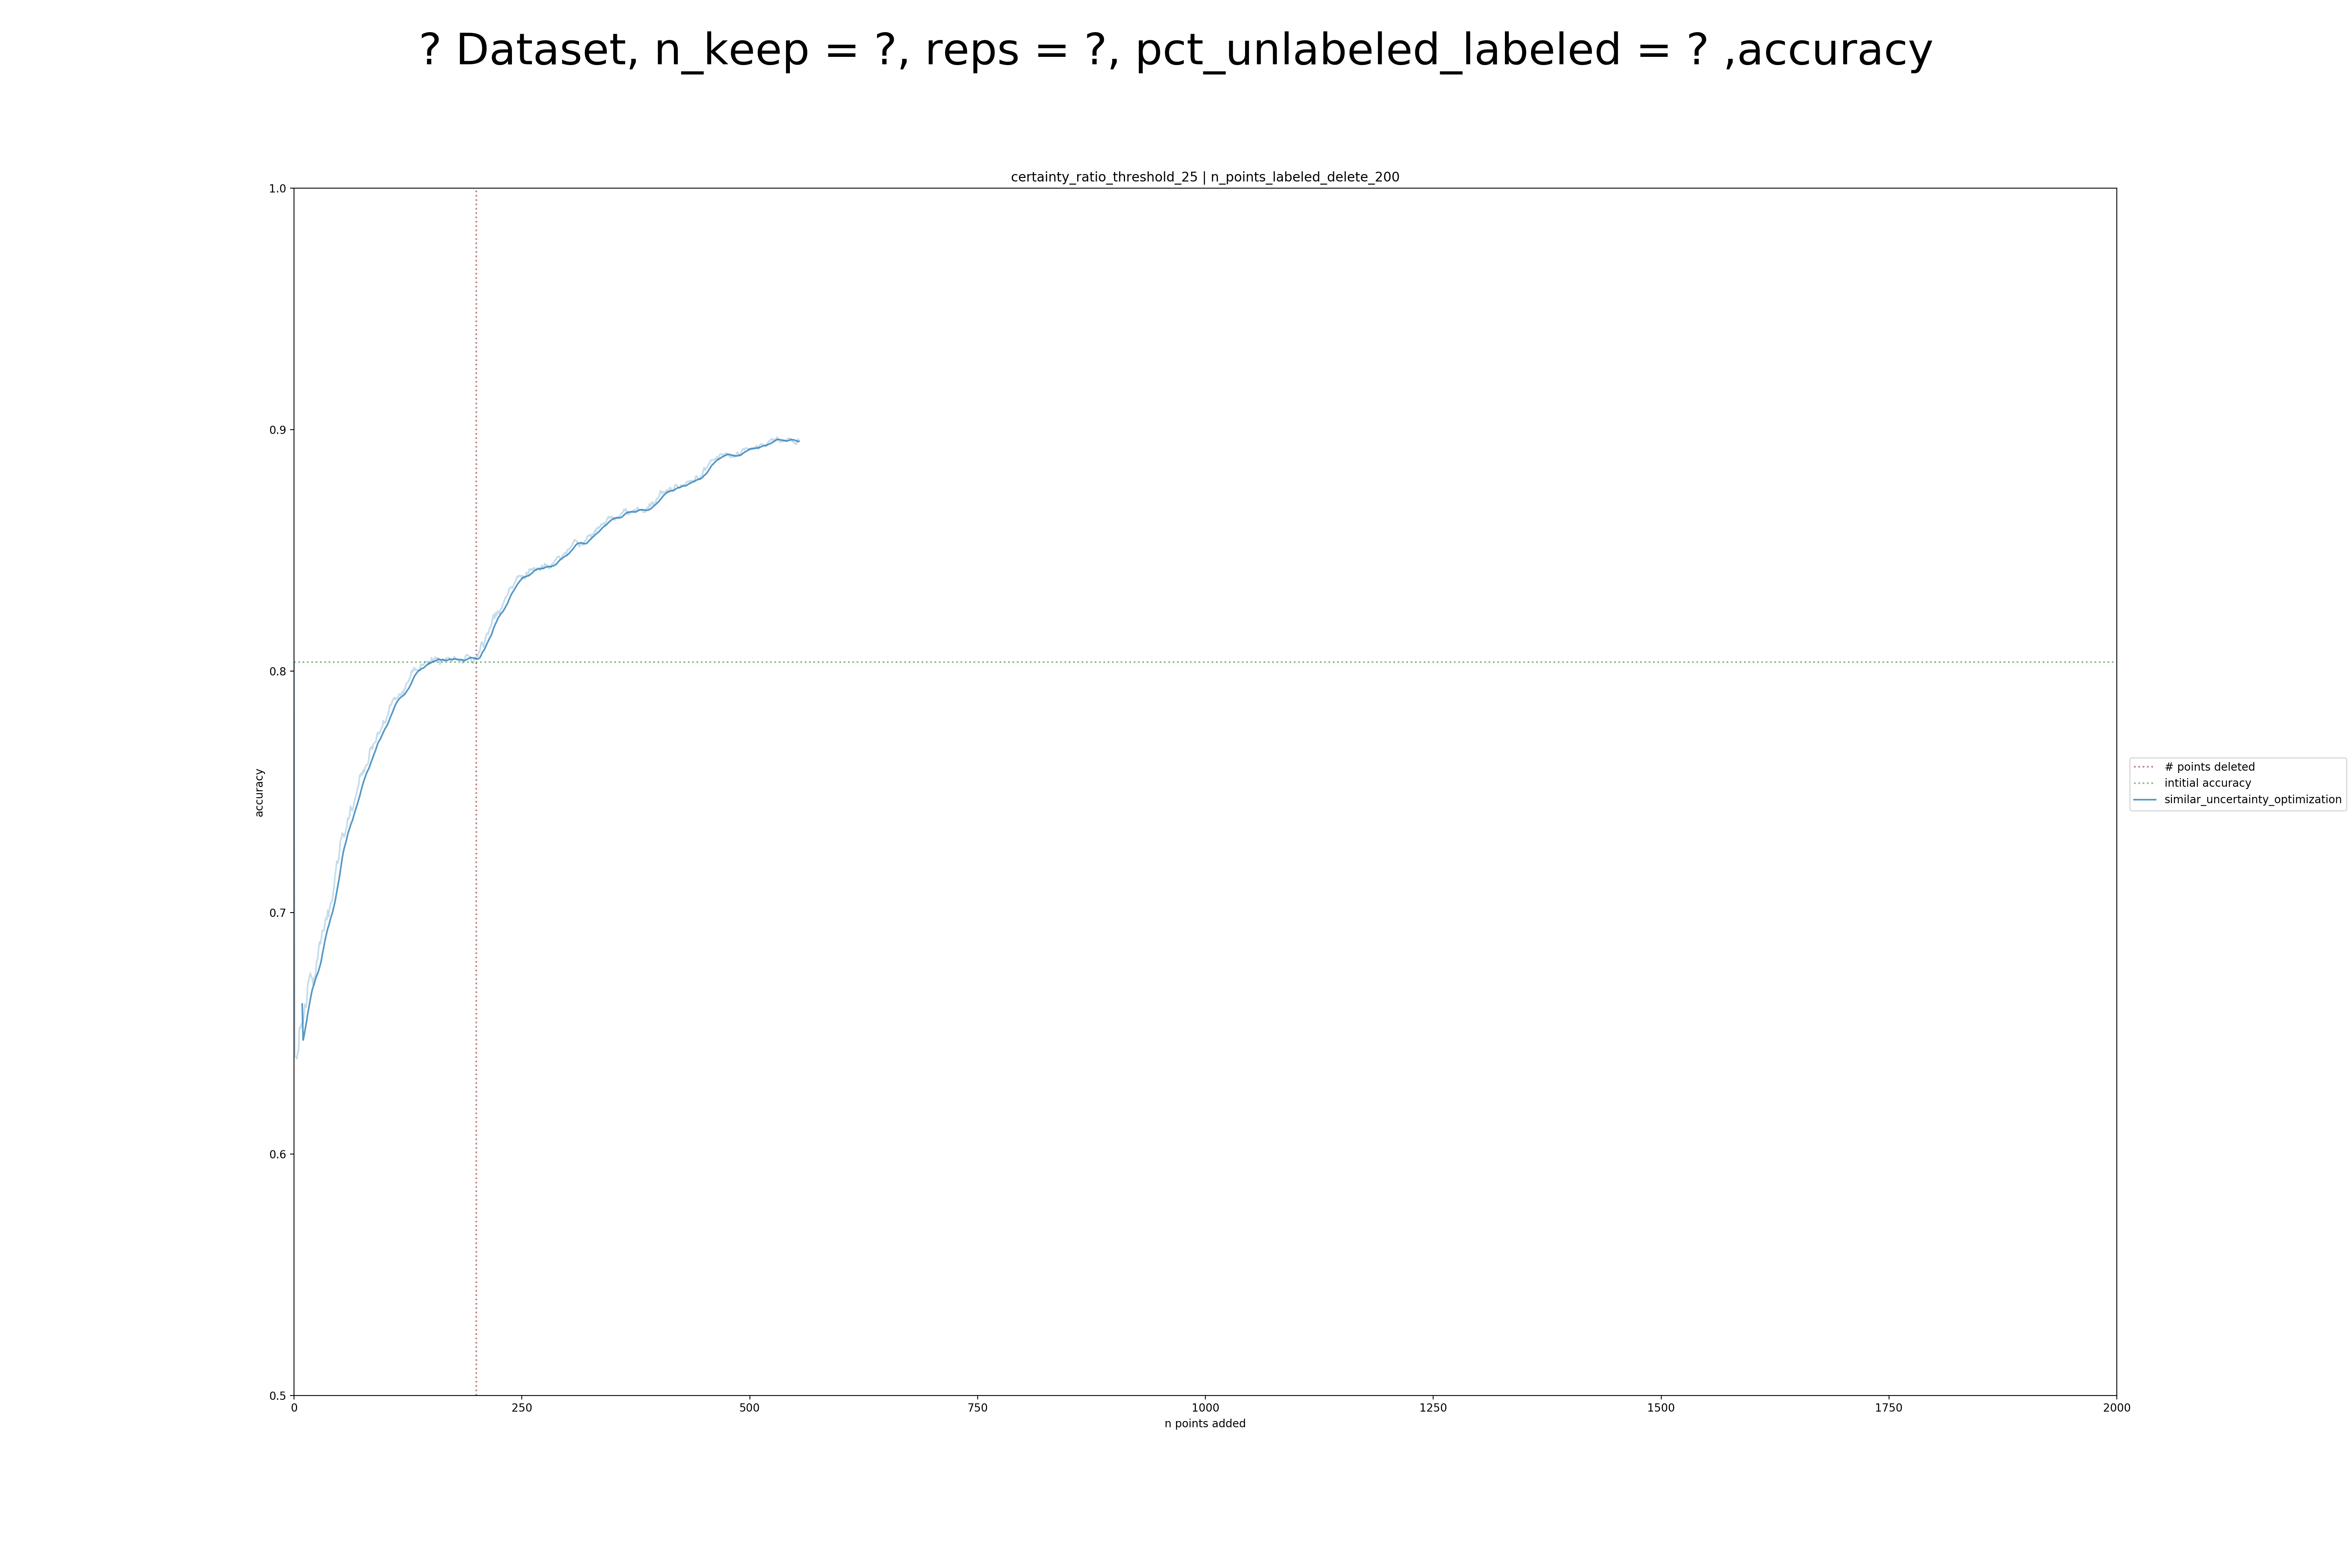 ? Dataset, n_keep = ?, reps = ?, pct_unlabeled_labeled = ? ,accuracy
certainty_ratio_threshold_25 | n_points_labeled_delete_200
1.0
0.9
0.8
0.7
0.6
0.5
accuracy
0 250 500 750 1000 1250 1500 1750 2000
n points added
# points deleted
intitial accuracy
similar_uncertainty_optimization